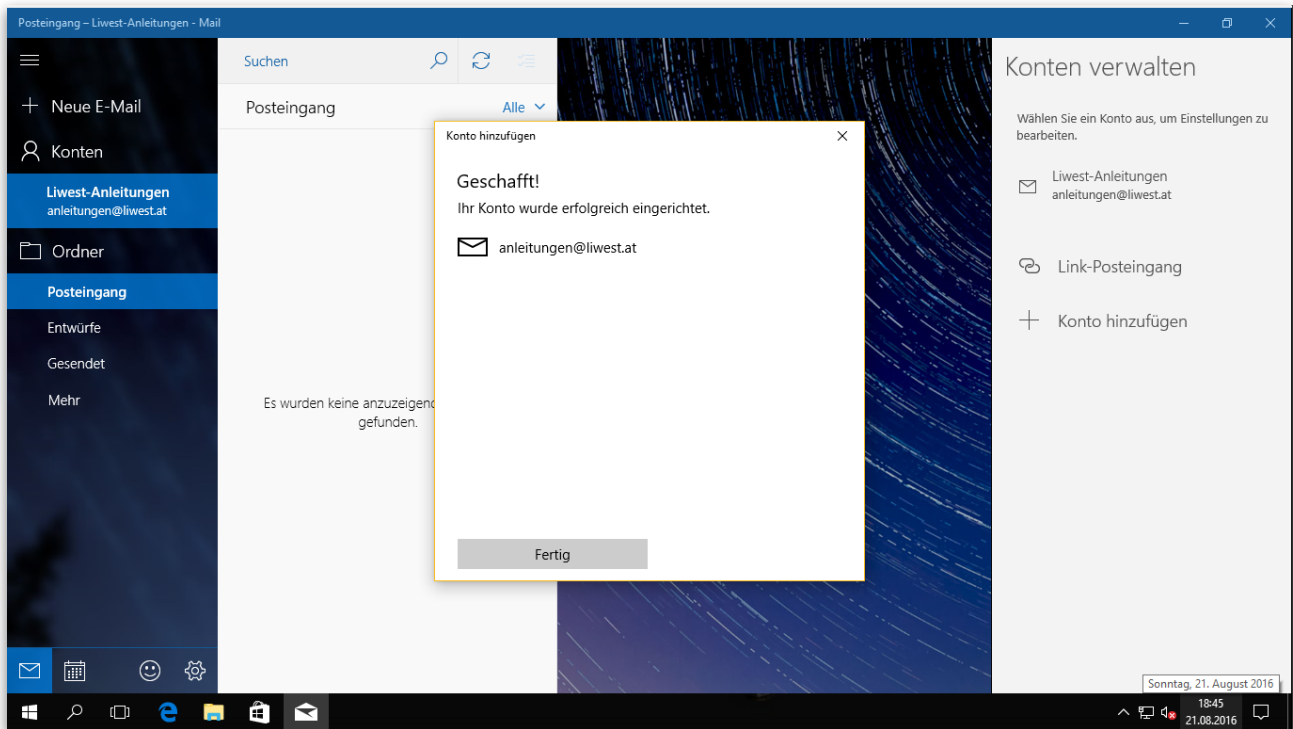 Posteingang – Liwest-Anleitungen - Mail
Neue E-Mail
Konten
Liwest-Anleitungen
anleitungen@liwest.at
Ordner
Posteingang
Entwürfe
Gesendet
Mehr
Suchen
Posteingang
Alle
Es wurden keine
gefunden.
Konto hinzufügen
Geschafft!
Ihr Konto wurde erfolgreich eingerichtet.
anleitungen@liwest.at
Fertig
Konten verwalten
Wählen Sie ein Konto aus, um Einstellungen zu
bearbeiten.
Liwest-Anleitungen
anleitungen@liwest.at
Link-Posteingang
Konto hinzufügen
Sonntag, 21. August 2016
18:45
21.08.2016